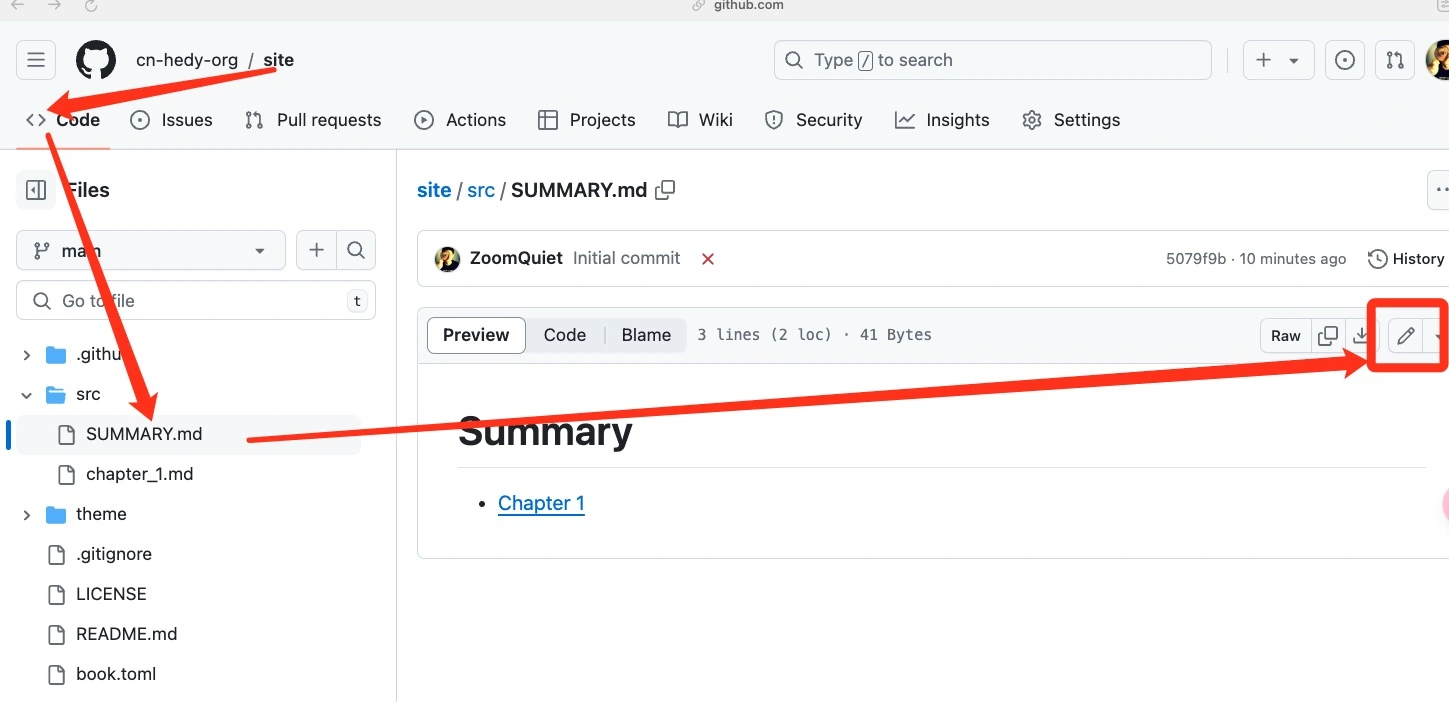 github.com
cn-hedy-org / site
Type / to search
Code Issues Pull requests Actions Projects Wiki Security Insights Settings
Files
main
Go to file t
.github
src
SUMMARY.md
chapter_1.md
theme
.gitignore
LICENSE
README.md
book.toml
site / src / SUMMARY.md
ZoomQuiet Initial commit 5079f9b · 10 minutes ago History
Preview Code Blame 3 lines (2 loc) · 41 Bytes Raw
Summary
• Chapter 1